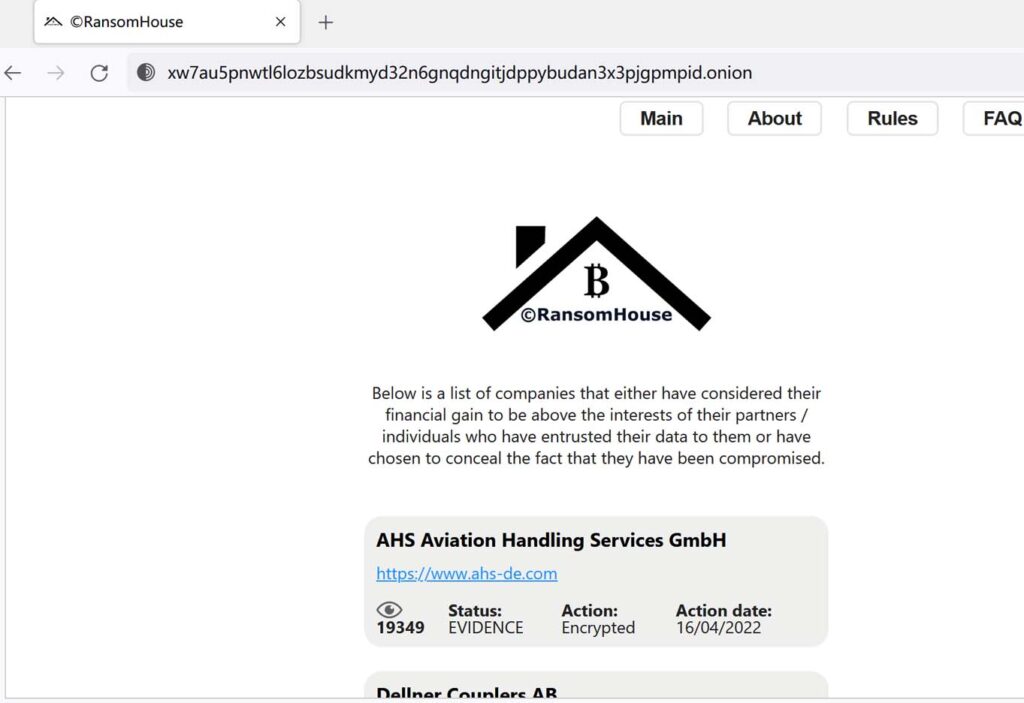 ©RansomHouse
xw7au5pnwtl6lozbsudkmyd32n6gnqdngitjdppybudan3x3pjgpmpid.onion
Main About Rules FAQ
B
©RansomHouse
Below is a list of companies that either have considered their
financial gain to be above the interests of their partners /
individuals who have entrusted their data to them or have
chosen to conceal the fact that they have been compromised.
AHS Aviation Handling Services GmbH
https://www.ahs-de.com
Status: Action: Action date:
19349 EVIDENCE Encrypted 16/04/2022
Dellner Couplers AB